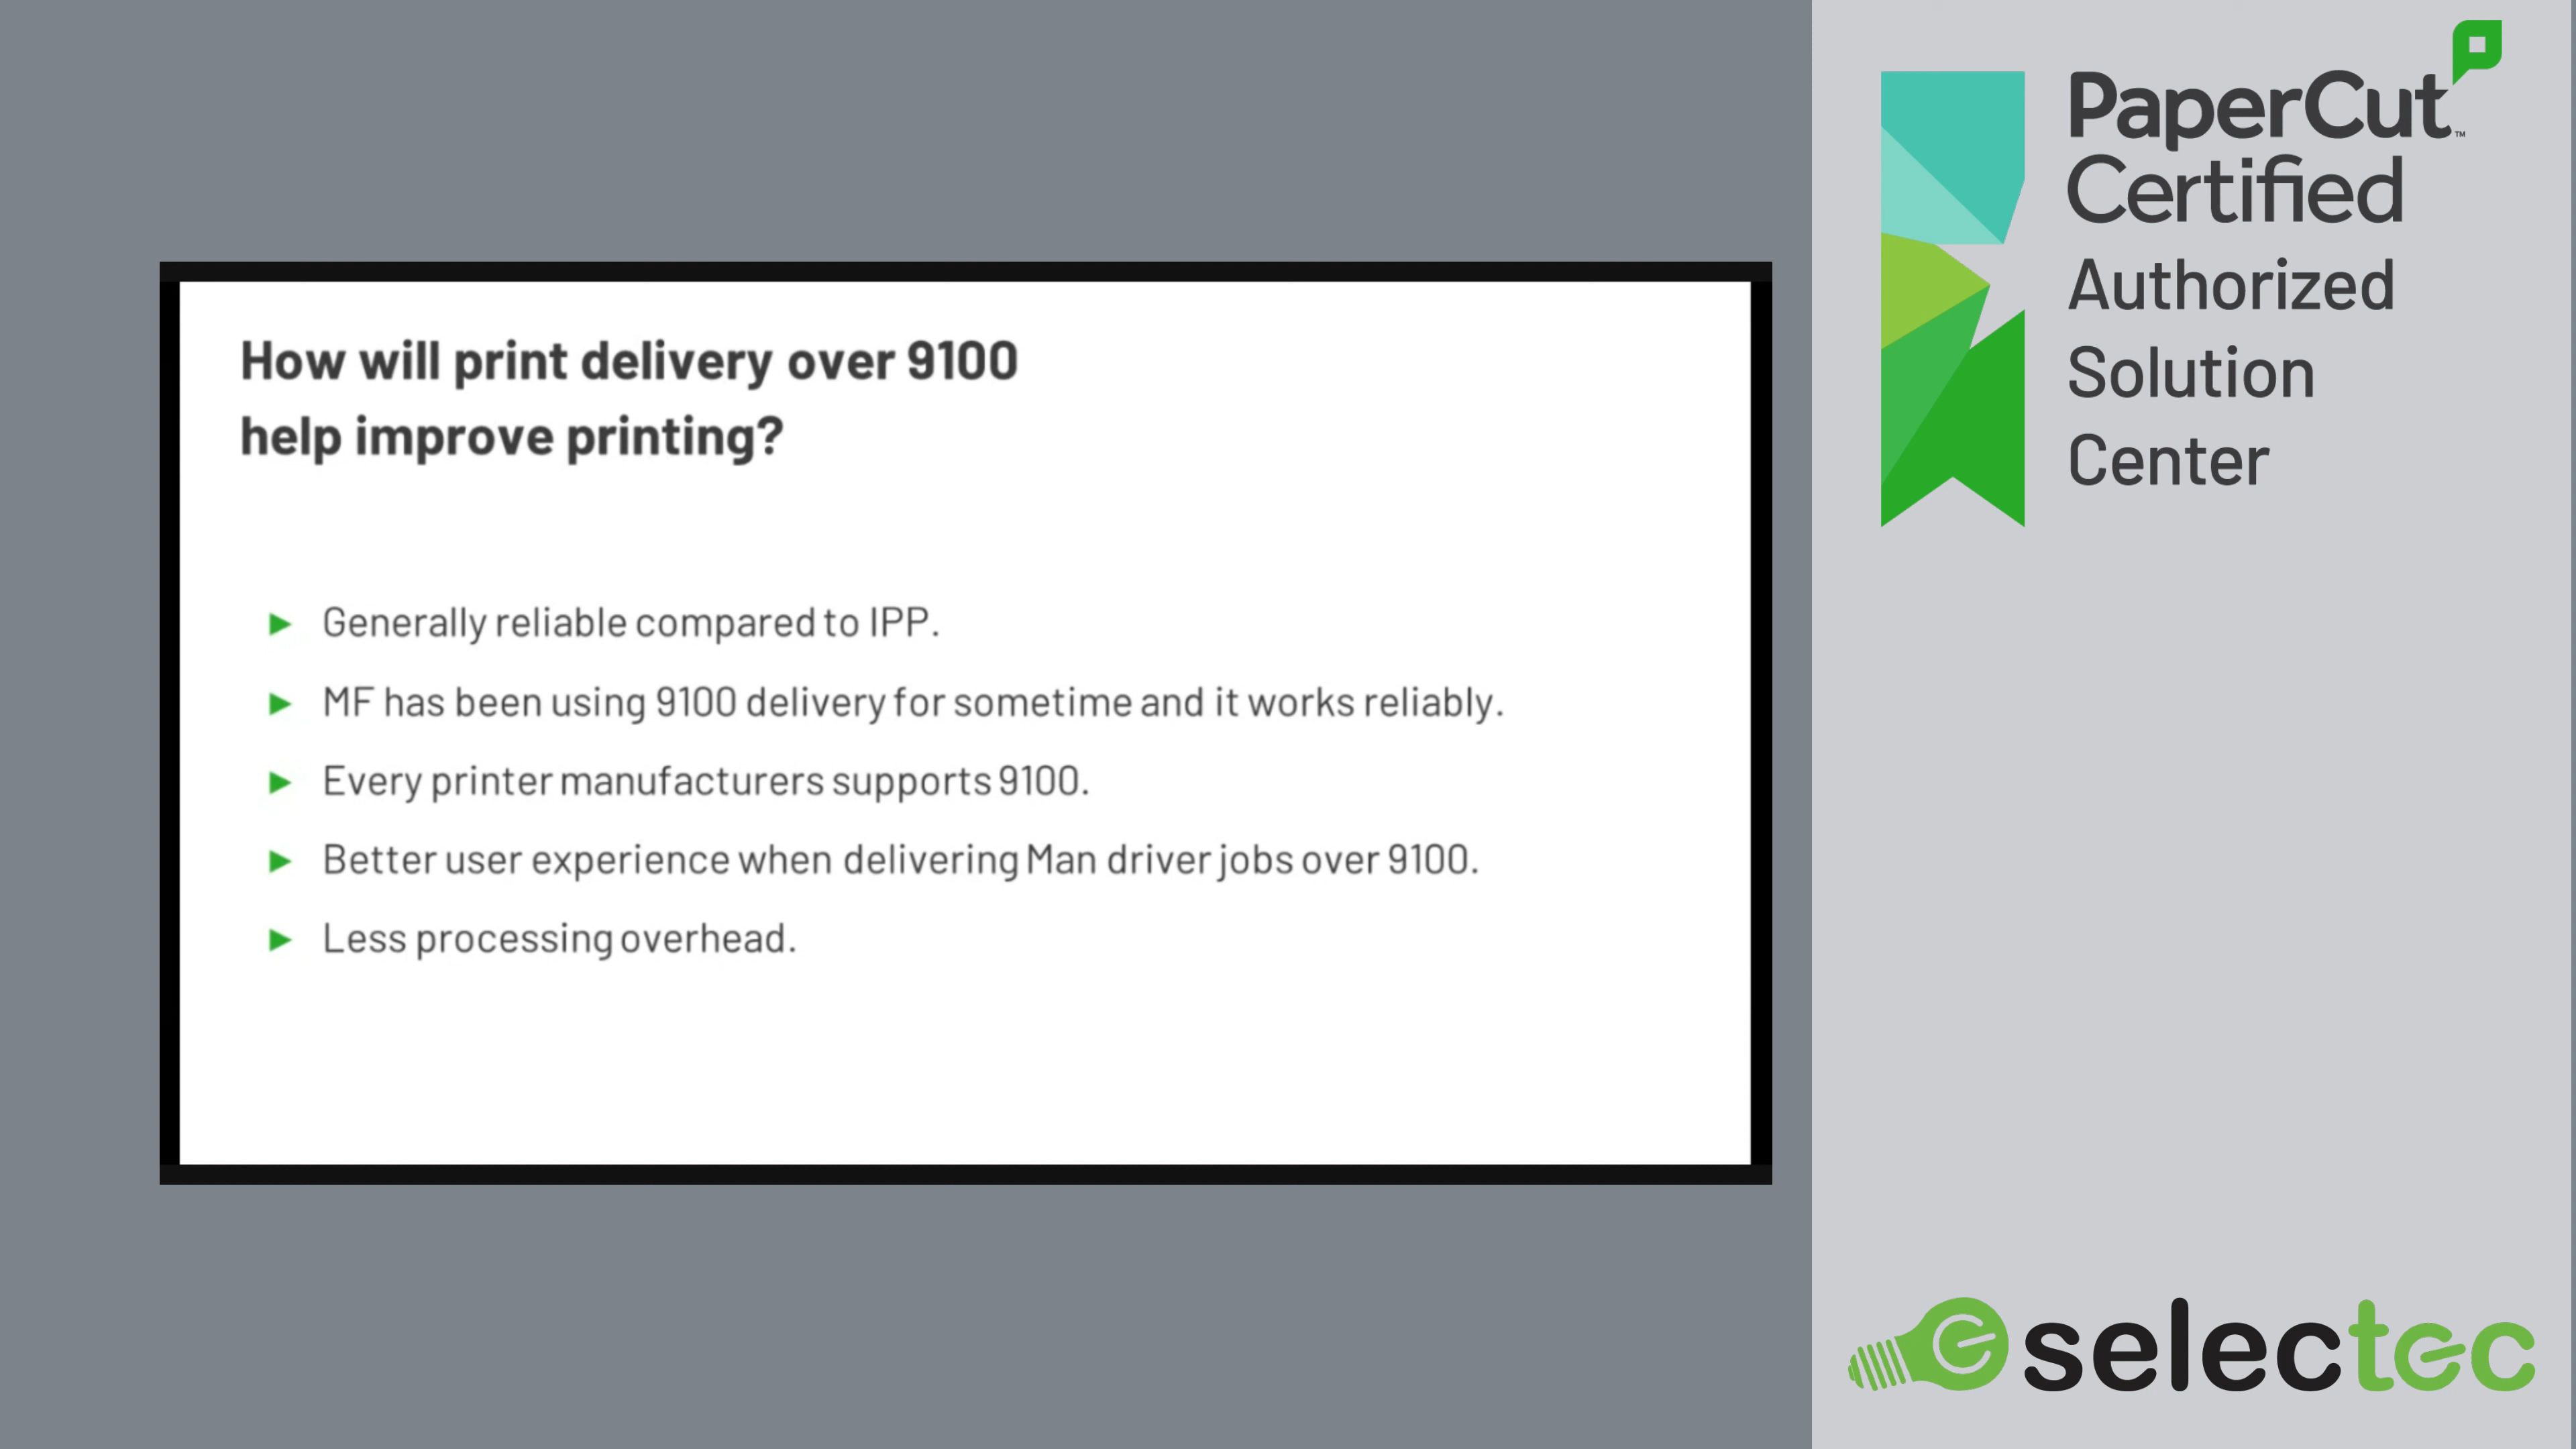 How will print delivery over 9100
help improve printing?
Generally reliable compared to IPP.
MF has been using 9100 delivery for sometime and it works reliably.
Every printer manufacturers supports 9100.
Better user experience when delivering Man driver jobs over 9100.
Less processing overhead.
PaperCut™
Certified
Authorized
Solution
Center
selectec